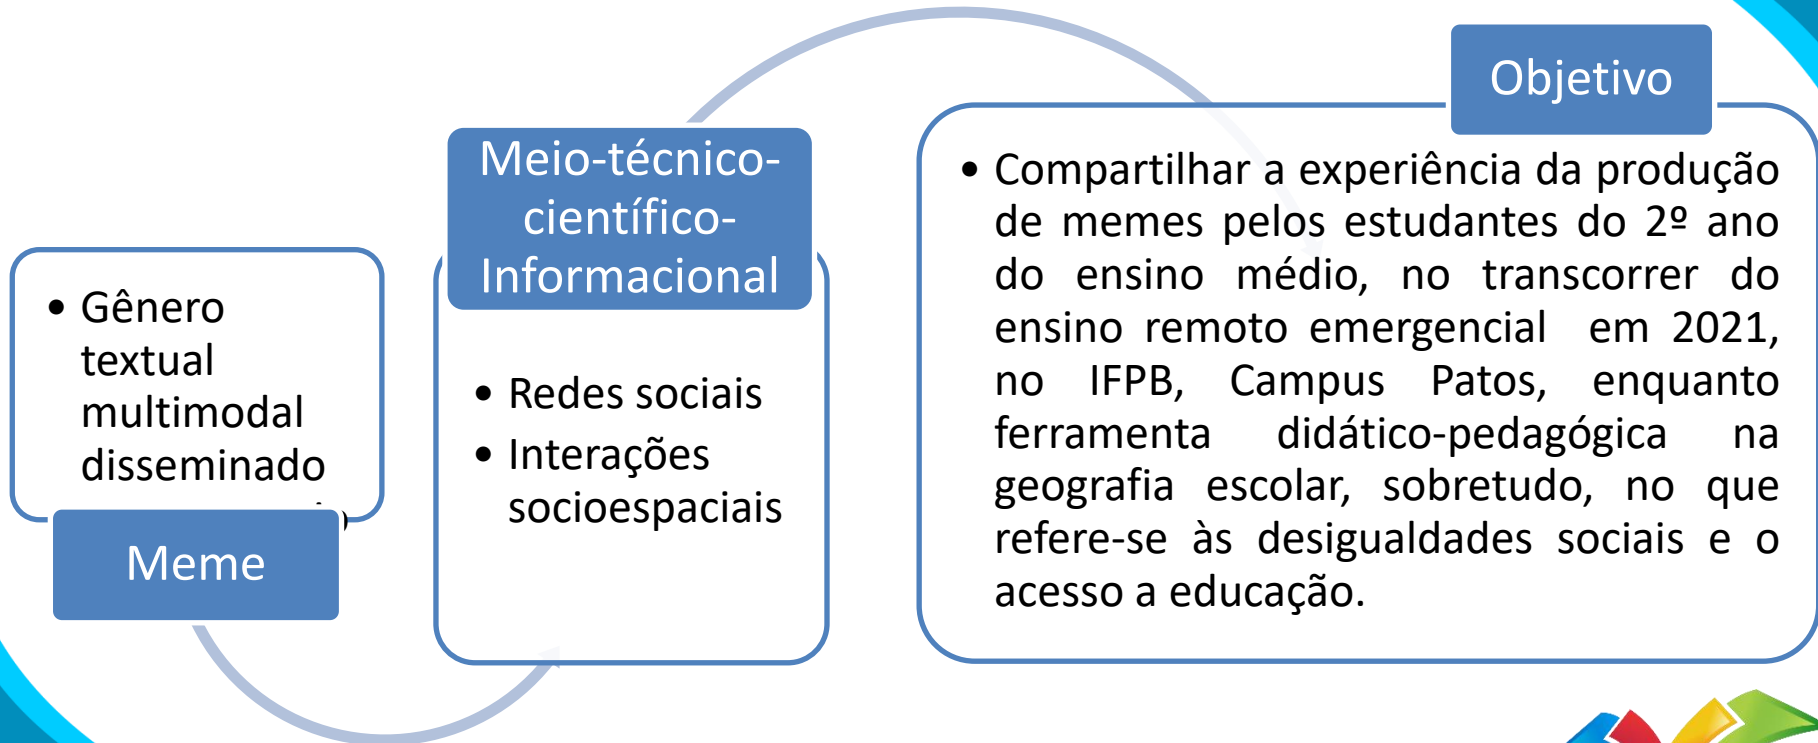 • Gênero
textual
multimodal
disseminado
Meme
Meio-técnico-
científico-
Informacional
• Redes sociais
• Interações
socioespaciais
Objetivo
• Compartilhar a experiência da produção
de memes pelos estudantes do 2º ano
do ensino médio, no transcorrer do
ensino remoto emergencial em 2021,
no IFPB, Campus Patos, enquanto
ferramenta didático-pedagógica na
geografia escolar, sobretudo, no que
refere-se às desigualdades sociais e o
acesso a educação.